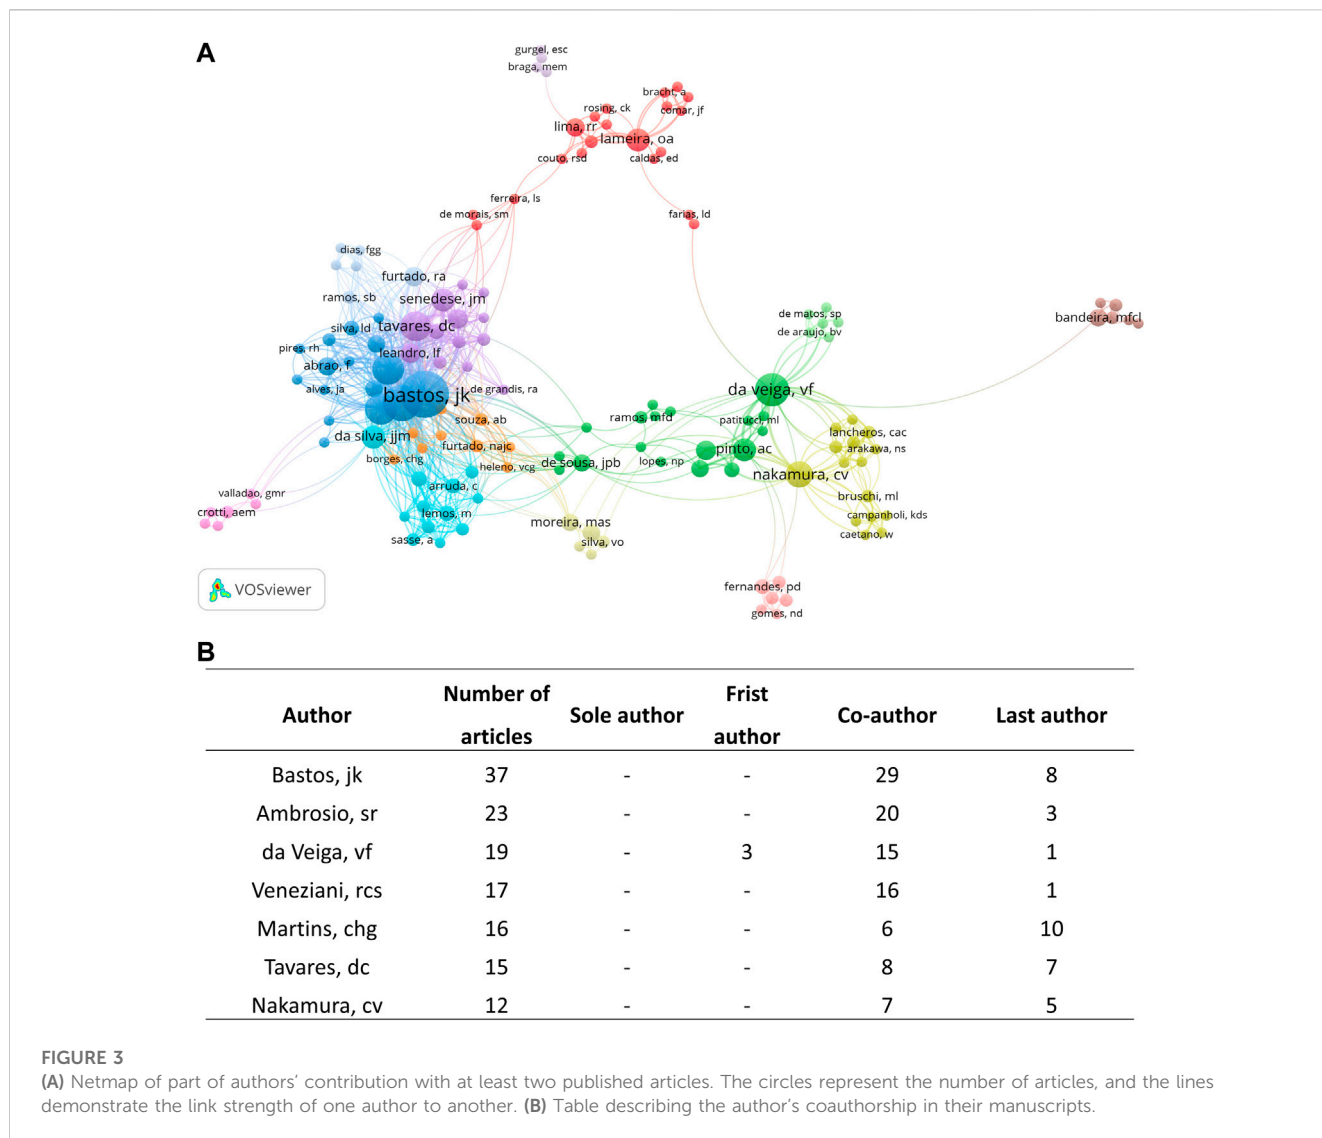 A
gurgel, esc
braga, mem
bracht, a
rosing, ck
comar, jf
lima, rr
lameira, oa
couto, rsd
caldas, ed
ferreira, ls
de morais, sm
farias, ld
dias, fgg
furtado, ra
ramos, sb
senedese, jm
silva, ld
tavares, dc
pires, rh
leandro, lf
abrao, f
alves, ja
bastos, jk
de grandis, ra
souza, ab
da silva, jjm
furtado, najc
borges, chg
heleno, vcg
arruda, c
valladao, gmr
crotti, aem
lemos, m
sasse, a
de matos, sp
de araujo, bv
bandeira, mfcl
da veiga, vf
ramos, mfd
patitucci, ml
pinto, ac
lancheros, cac
arakawa, ns
de sousa, jpb
lopes, np
nakamura, cv
bruschi, ml
campanholi, kds
caetano, w
moreira, mas
silva, vo
fernandes, pd
gomes, nd
VOSviewer
B
Author Number of articles Sole author Frist author Co-author Last author
Bastos, jk 37 - - 29 8
Ambrosio, sr 23 - - 20 3
da Veiga, vf 19 - 3 15 1
Veneziani, rcs 17 - - 16 1
Martins, chg 16 - - 6 10
Tavares, dc 15 - - 8 7
Nakamura, cv 12 - - 7 5
FIGURE 3
(A) Netmap of part of authors' contribution with at least two published articles. The circles represent the number of articles, and the lines
demonstrate the link strength of one author to another. (B) Table describing the author's coauthorship in their manuscripts.